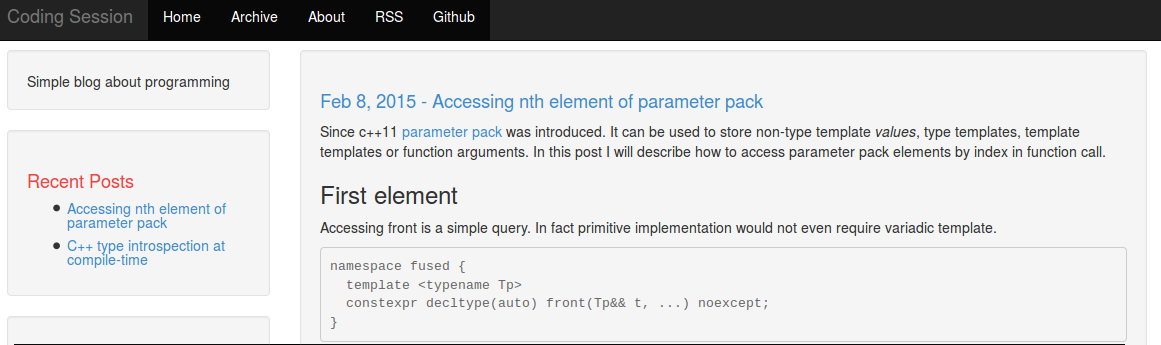 Coding Session Home Archive About RSS Github
Simple blog about programming
Recent Posts
• Accessing nth element of
parameter pack
• C++ type introspection at
compile-time
Feb 8, 2015 - Accessing nth element of parameter pack
Since c++11 parameter pack was introduced. It can be used to store non-type template values, type templates, template
templates or function arguments. In this post I will describe how to access parameter pack elements by index in function call.
First element
Accessing front is a simple query. In fact primitive implementation would not even require variadic template.
namespace fused {
  template <typename Tp>
  constexpr decltype(auto) front(Tp&& t, ...) noexcept;
}